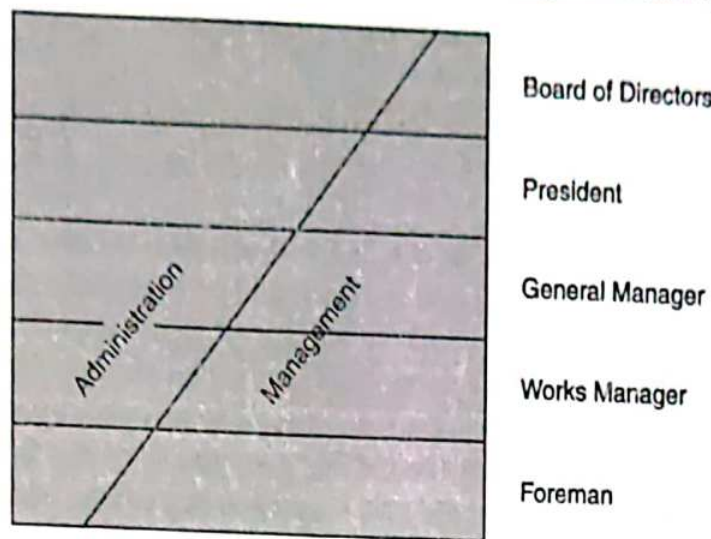 Board of Directors
President
General Manager
Administration
Management
Works Manager
Foreman